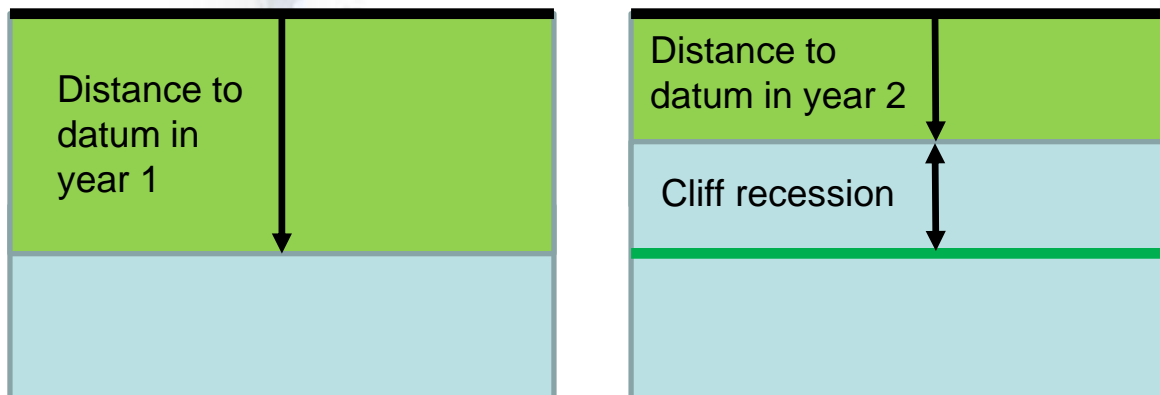 Distance to
datum in
year 1
Distance to
datum in year 2
Cliff recession